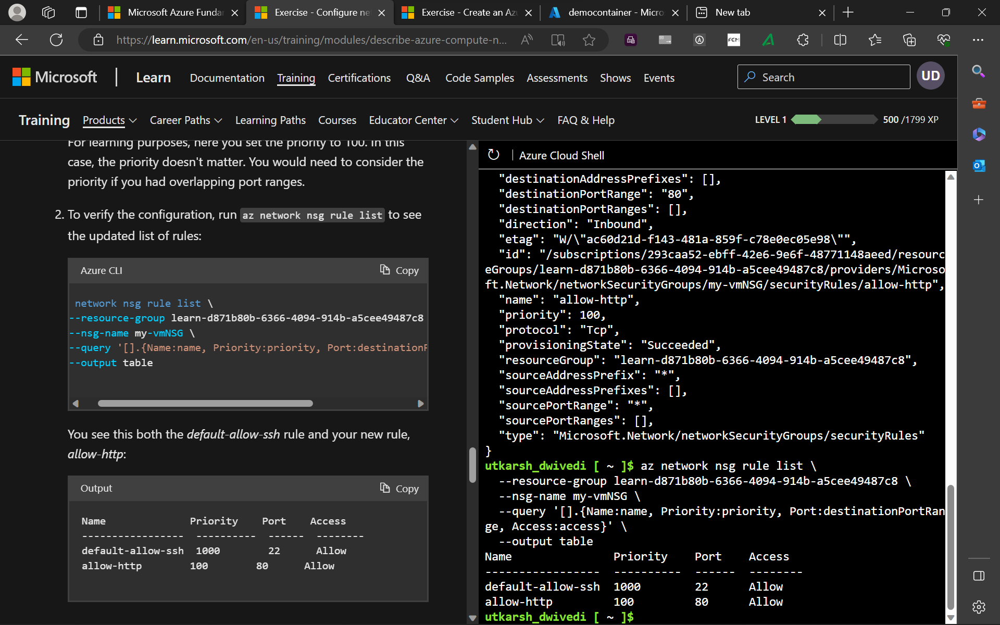 Microsoft Azure Funda
Exercise - Configure ne
Exercise - Create an Az
democontainer - Micro
New tab
https://learn.microsoft.com/en-us/training/modules/describe-azure-compute-n...
Microsoft
Learn
Documentation
Training
Certifications
Q&A
Code Samples
Assessments
Shows
Events
Search
UD
Training
Products
Career Paths
Learning Paths
Courses
Educator Center
Student Hub
FAQ & Help
LEVEL 1
500 /1799 XP
For learning purposes, here you set the priority to 100. In this
case, the priority doesn't matter. You would need to consider the
priority if you had overlapping port ranges.
2. To verify the configuration, run az network nsg rule list to see
the updated list of rules:
Azure CLI
Copy
network nsg rule list \
--resource-group learn-d871b80b-6366-4094-914b-a5cee49487c8
--nsg-name my-vmNSG \
--query '[].{Name:name, Priority:priority, Port:destinationP
--output table
You see this both the default-allow-ssh rule and your new rule,
allow-http:
Output
Copy
Name Priority Port Access
----------------- ---------- ------ --------
default-allow-ssh 1000 22 Allow
allow-http 100 80 Allow
Azure Cloud Shell
"destinationAddressPrefixes": [],
"destinationPortRange": "80",
"destinationPortRanges": [],
"direction": "Inbound",
"etag": "W/\"ac60d21d-f143-481a-859f-c78e0ec05e98\"",
"id": "/subscriptions/293caa52-ebff-42e6-9e6f-48771148aeed/resourc
eGroups/learn-d871b80b-6366-4094-914b-a5cee49487c8/providers/Microso
ft.Network/networkSecurityGroups/my-vmNSG/securityRules/allow-http",
"name": "allow-http",
"priority": 100,
"protocol": "Tcp",
"provisioningState": "Succeeded",
"resourceGroup": "learn-d871b80b-6366-4094-914b-a5cee49487c8",
"sourceAddressPrefix": "*",
"sourceAddressPrefixes": [],
"sourcePortRange": "*",
"sourcePortRanges": [],
"type": "Microsoft.Network/networkSecurityGroups/securityRules"
}
utkarsh_dwivedi [ ~ ]$ az network nsg rule list \
--resource-group learn-d871b80b-6366-4094-914b-a5cee49487c8 \
--nsg-name my-vmNSG \
--query '[].{Name:name, Priority:priority, Port:destinationPortRan
ge, Access:access}' \
--output table
Name Priority Port Access
----------------- ---------- ------ --------
default-allow-ssh 1000 22 Allow
allow-http 100 80 Allow
utkarsh_dwivedi [ ~ ]$